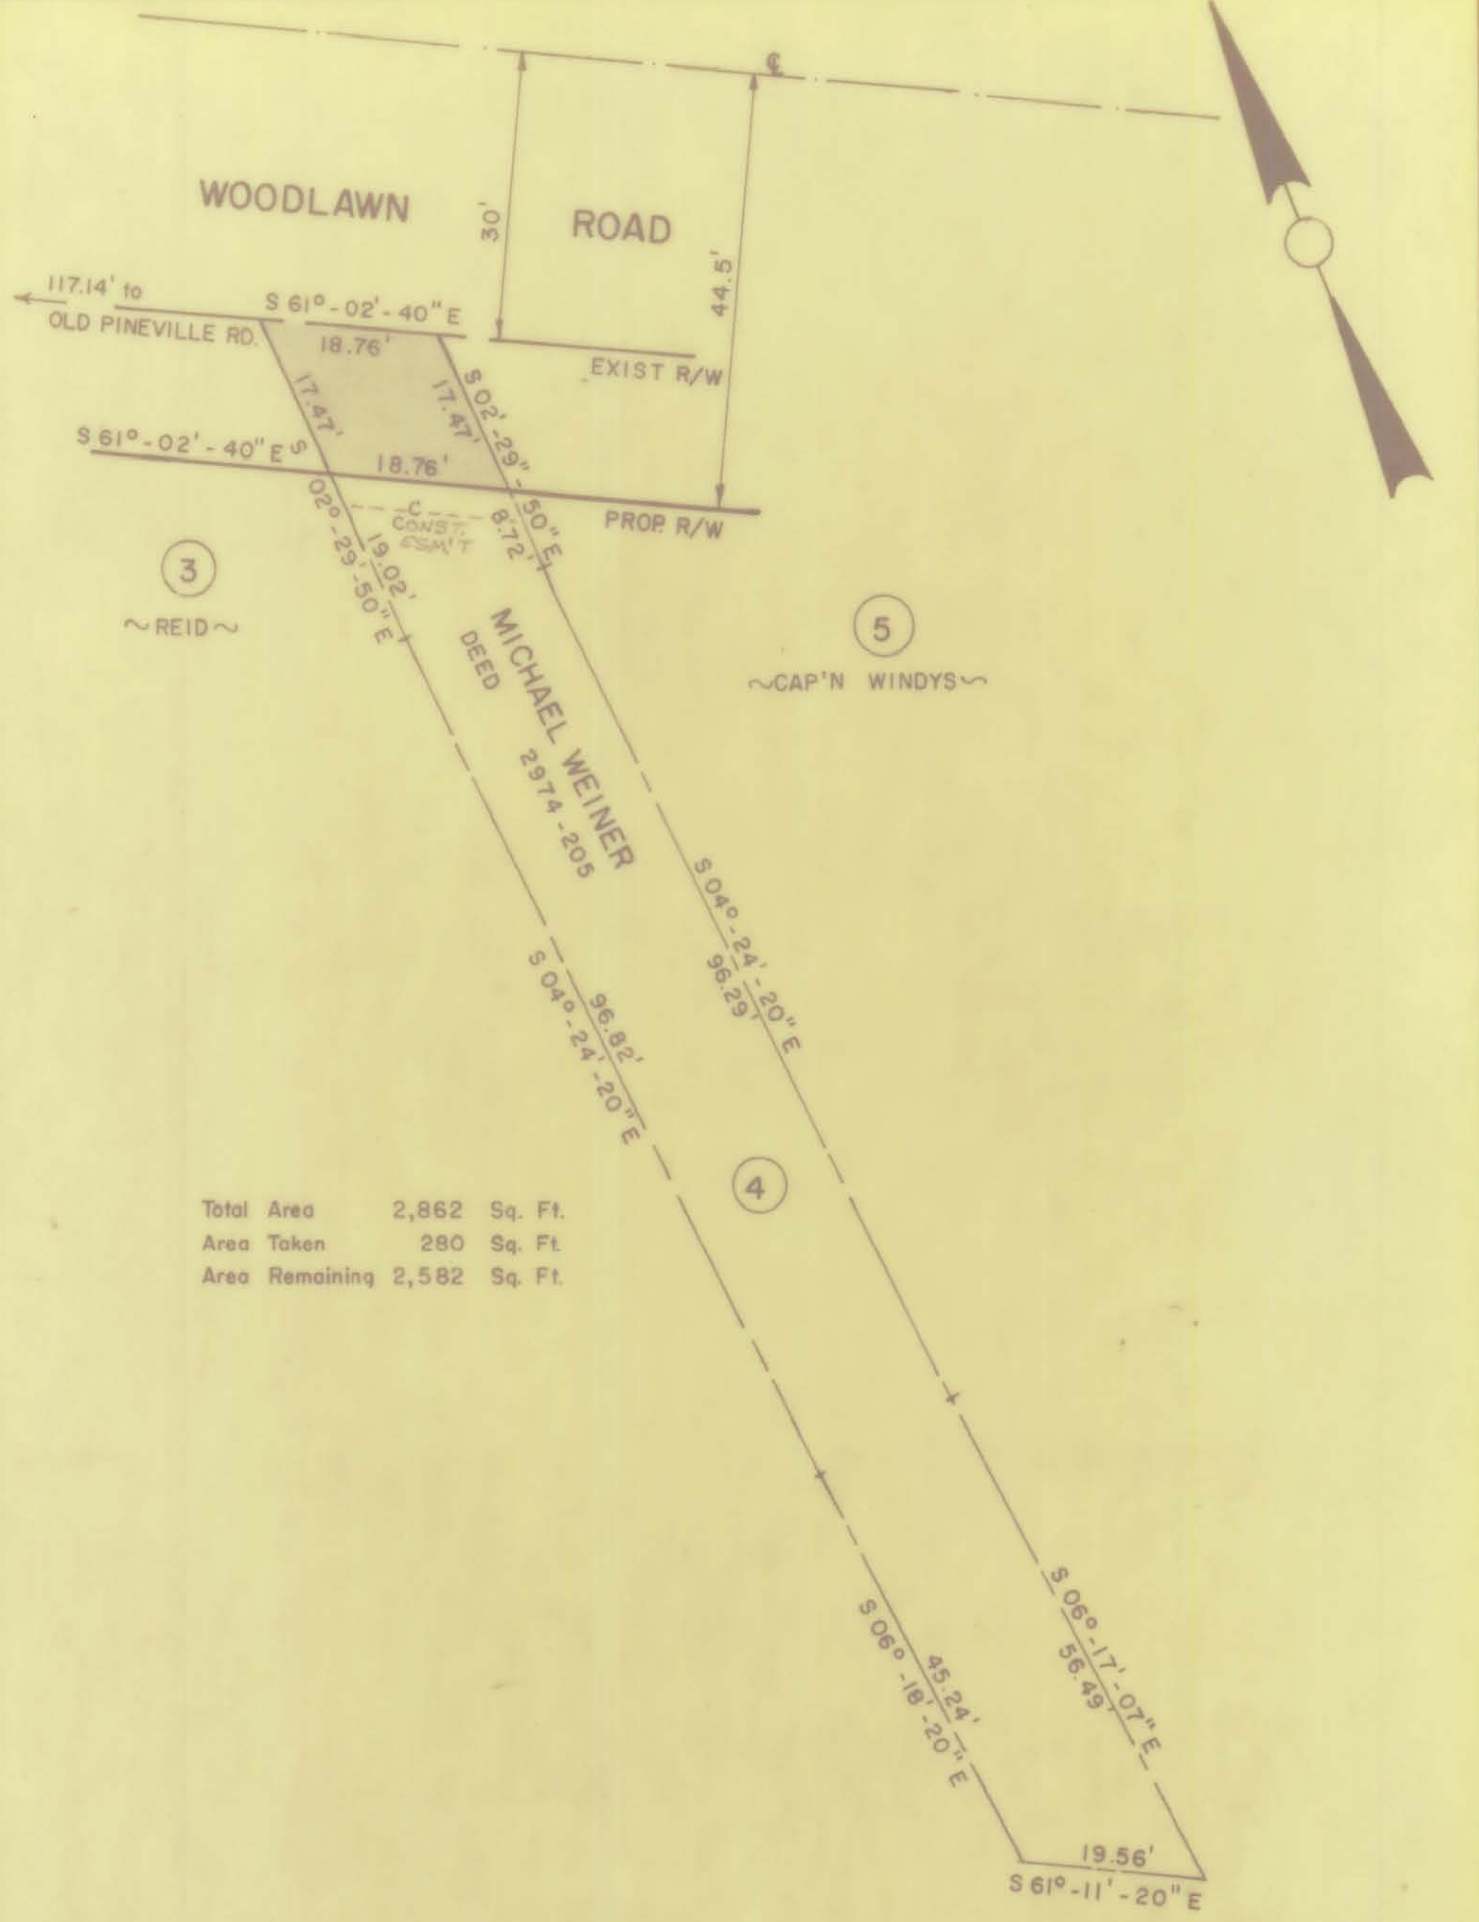 ℄
WOODLAWN
ROAD
30'
44.5'
117.14' to
OLD PINEVILLE RD.
S 61° - 02' - 40" E
18.76'
EXIST R/W
17.47'
17.47'
S 02' - 29" - 50" E
S 61° - 02' - 40" E
18.76'
PROP. R/W
S 02° - 29' - 50" E
C
CONST.
ESM'T
8.72'
19.02'
3
~REID~
5
~CAP'N WINDYS~
MICHAEL WEINER
DEED 2974 - 205
S 04° - 24' - 20" E
96.29'
96.82'
S 04° - 24' - 20" E
4
Total Area 2,862 Sq. Ft.
Area Taken 280 Sq. Ft.
Area Remaining 2,582 Sq. Ft.
S 06° - 17' - 07" E
56.49'
45.24'
S 06° - 18' - 20" E
19.56'
S 61° - 11' - 20" E